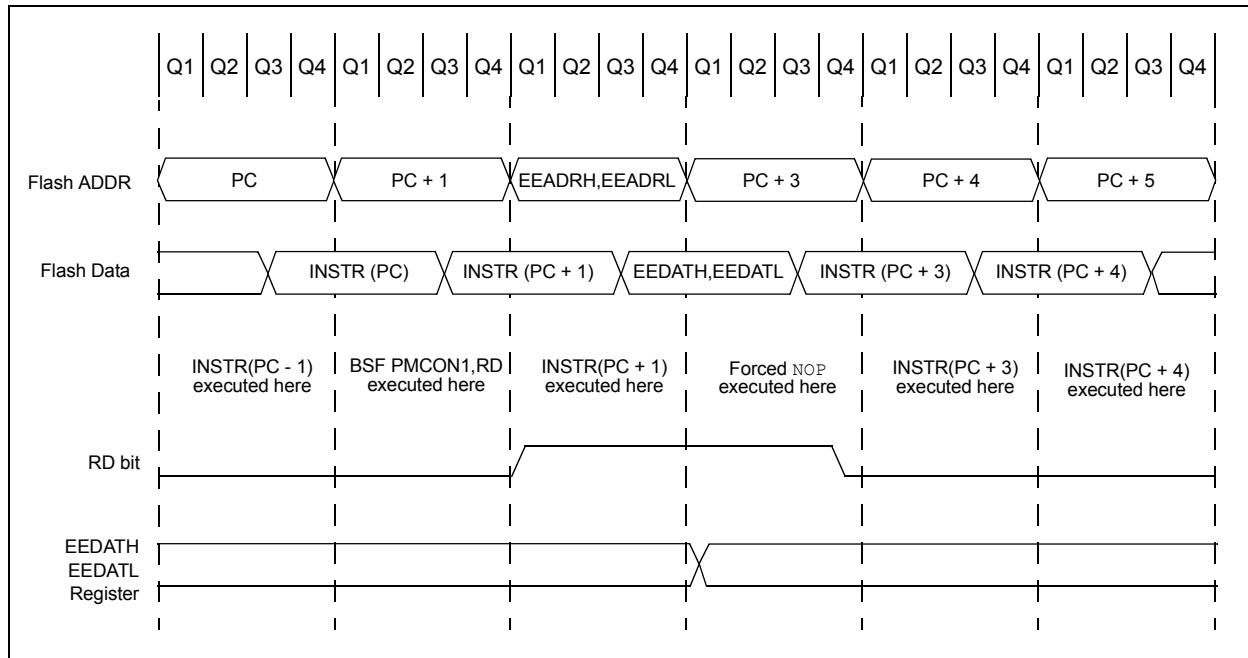 Q1 Q2 Q3 Q4 Q1 Q2 Q3 Q4 Q1 Q2 Q3 Q4 Q1 Q2 Q3 Q4 Q1 Q2 Q3 Q4 Q1 Q2 Q3 Q4
Flash ADDR PC PC + 1 EEADRH,EEADRL PC + 3 PC + 4 PC + 5
Flash Data INSTR (PC) INSTR (PC + 1) EEDATH,EEDATL INSTR (PC + 3) INSTR (PC + 4)
INSTR(PC - 1) BSF PMCON1,RD INSTR(PC + 1) Forced NOP INSTR(PC + 3) INSTR(PC + 4)
executed here executed here executed here executed here executed here executed here
RD bit
EEDATH
EEDATL
Register